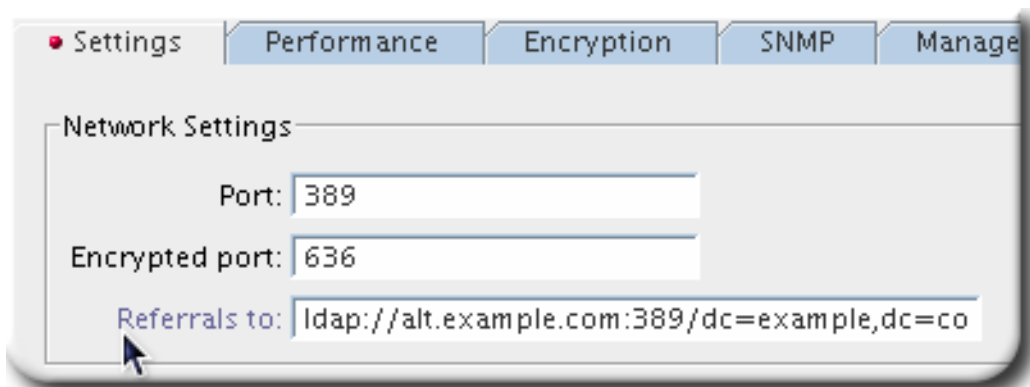 Settings Performance Encryption SNMP Manage
Network Settings
Port: 389
Encrypted port: 636
Referrals to: ldap://alt.example.com:389/dc=example,dc=co